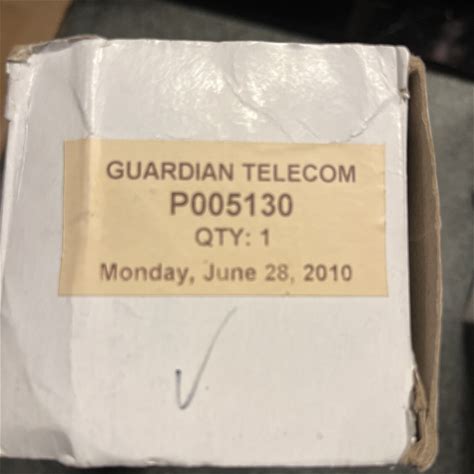 GUARDIAN TELECOM
P005130
QTY: 1
Monday, June 28, 2010